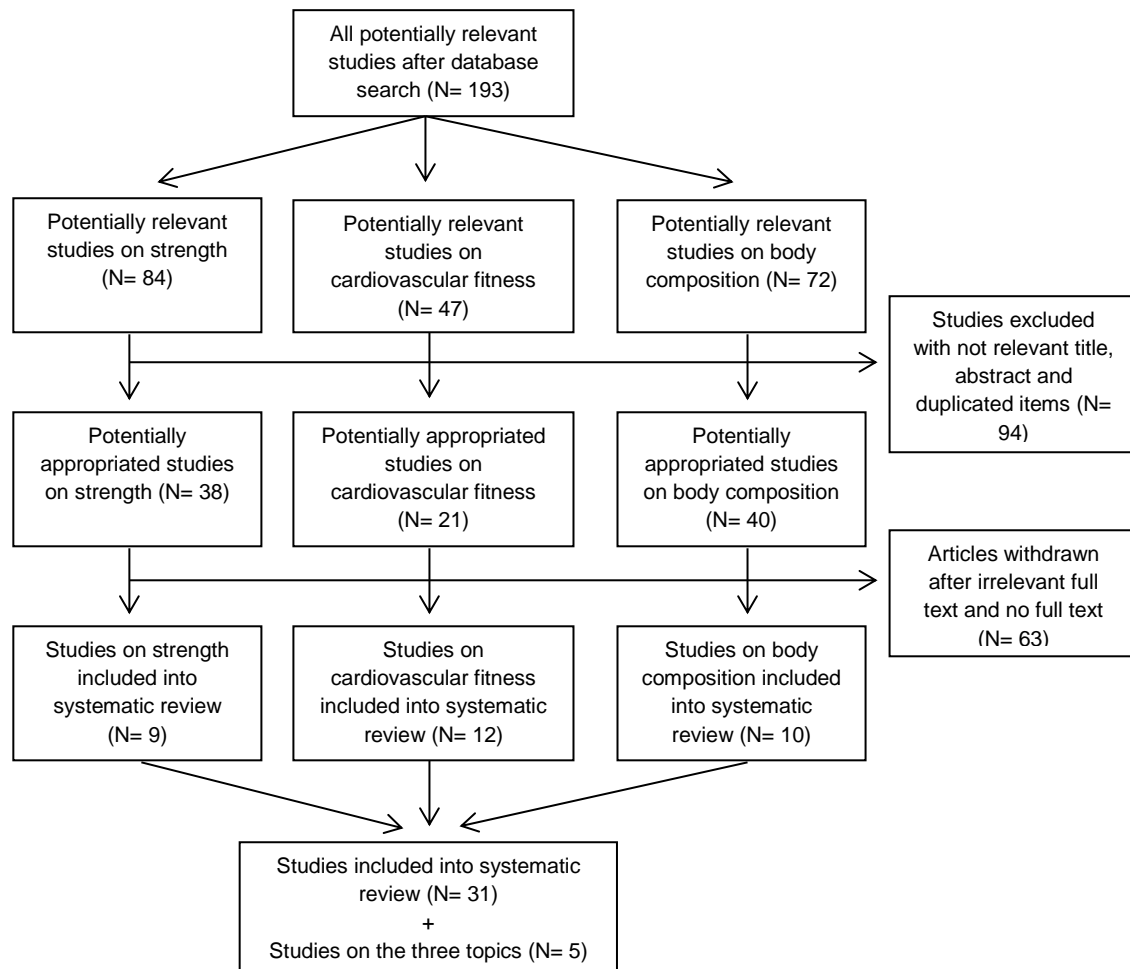 All potentially relevant
studies after database
search (N= 193)
Potentially relevant
studies on strength
(N= 84)
Potentially relevant
studies on
cardiovascular fitness
(N= 47)
Potentially relevant
studies on body
composition (N= 72)
Studies excluded
with not relevant title,
abstract and
duplicated items (N=
94)
Potentially
appropriated studies
on strength (N= 38)
Potentially appropriated
studies on
cardiovascular fitness
(N= 21)
Potentially
appropriated studies
on body composition
(N= 40)
Articles withdrawn
after irrelevant full
text and no full text
(N= 63)
Studies on strength
included into
systematic review
(N= 9)
Studies on
cardiovascular fitness
included into systematic
review (N= 12)
Studies on body
composition included
into systematic
review (N= 10)
Studies included into systematic
review (N= 31)
+
Studies on the three topics (N= 5)